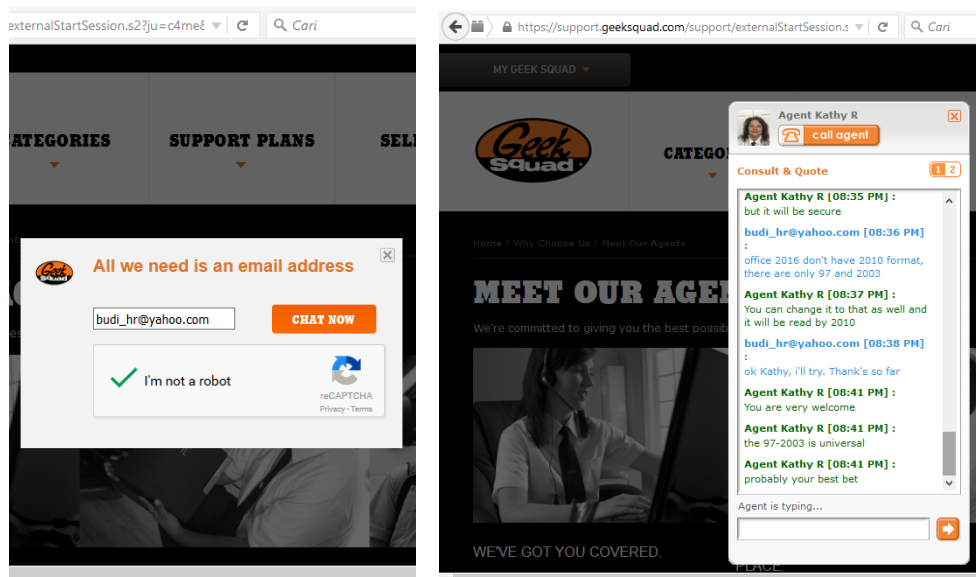 externalStartSession.s2?ju=c4me8
Cari
CATEGORIES
SUPPORT PLANS
SELL
Geek
Squad
All we need is an email address
budi_hr@yahoo.com
CHAT NOW
I'm not a robot
reCAPTCHA
Privacy - Terms
https://support.geeksquad.com/support/externalStartSession.s
Cari
MY GEEK SQUAD
Geek
Squad
CATEGO
Home / Why Choose Us / Meet Our Agents
MEET OUR AGE
We're committed to giving you the best possib
WE'VE GOT YOU COVERED.
PLACE.
Agent Kathy R
call agent
Consult & Quote
1 2
Agent Kathy R [08:35 PM] :
but it will be secure
budi_hr@yahoo.com [08:36 PM]
:
office 2016 don't have 2010 format,
there are only 97 and 2003
Agent Kathy R [08:37 PM] :
You can change it to that as well and
it will be read by 2010
budi_hr@yahoo.com [08:38 PM]
:
ok Kathy, i'll try. Thank's so far
Agent Kathy R [08:41 PM] :
You are very welcome
Agent Kathy R [08:41 PM] :
the 97-2003 is universal
Agent Kathy R [08:41 PM] :
probably your best bet
Agent is typing...